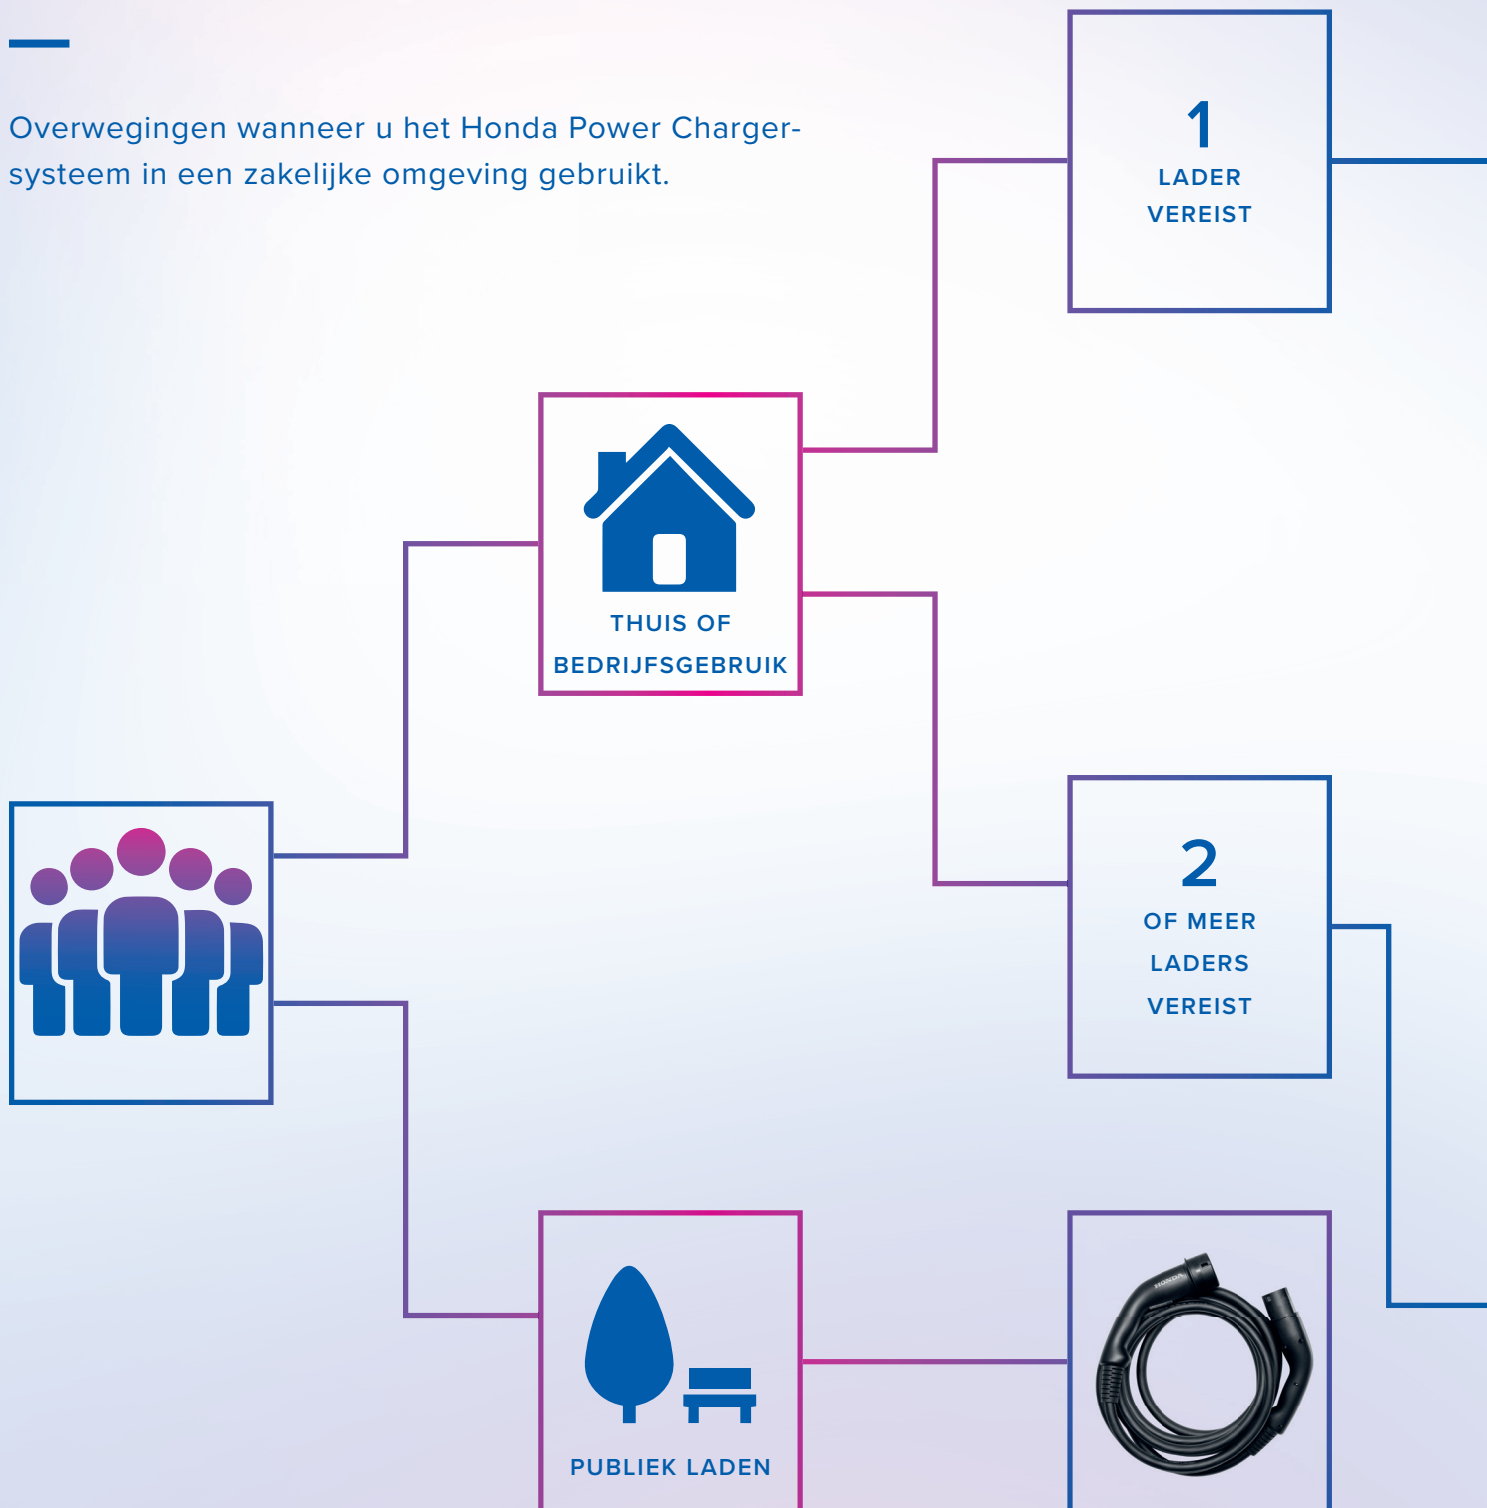 Overwegingen wanneer u het Honda Power Charger-
systeem in een zakelijke omgeving gebruikt.
1
LADER
VEREIST
THUIS OF
BEDRIJFSGEBRUIK
2
OF MEER
LADERS
VEREIST
PUBLIEK LADEN
HONDA